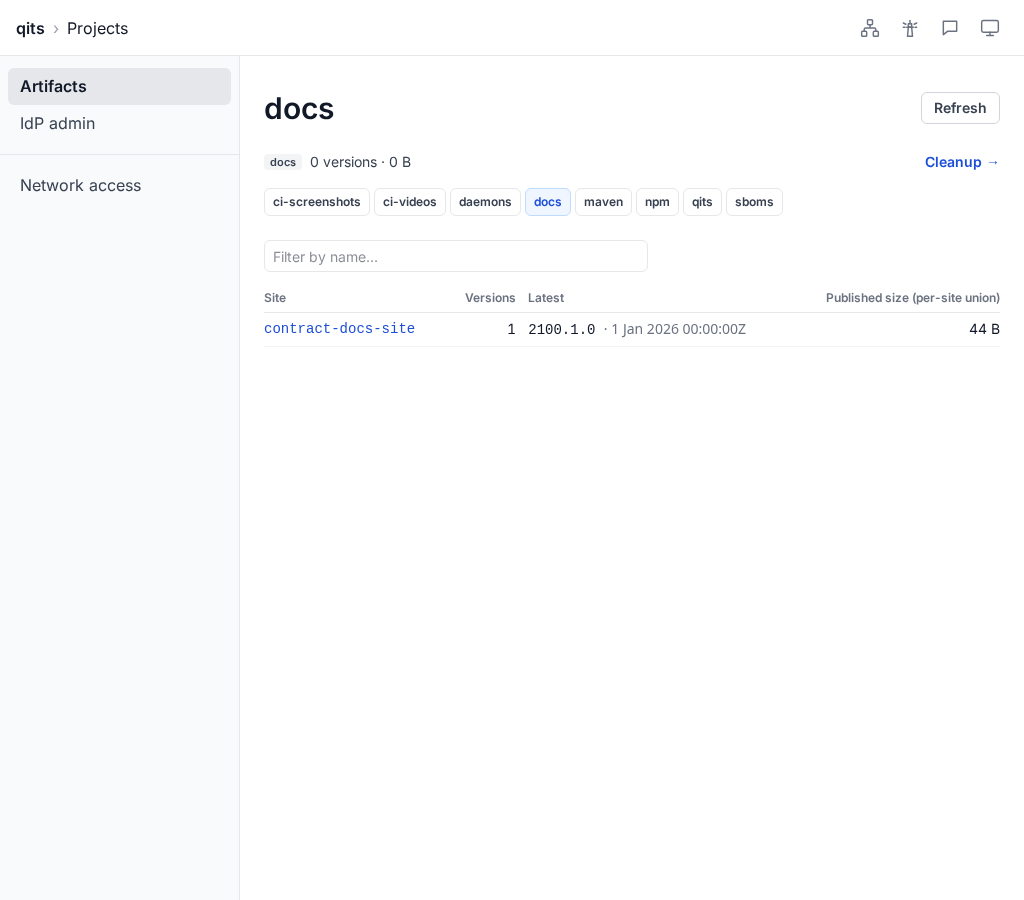 qits › Projects
Artifacts
IdP admin
Network access
docs
Refresh
docs 0 versions · 0 B
Cleanup →
ci-screenshots ci-videos daemons docs maven npm qits sboms
Filter by name...
Site Versions Latest Published size (per-site union)
contract-docs-site 1 2100.1.0 · 1 Jan 2026 00:00:00Z 44 B